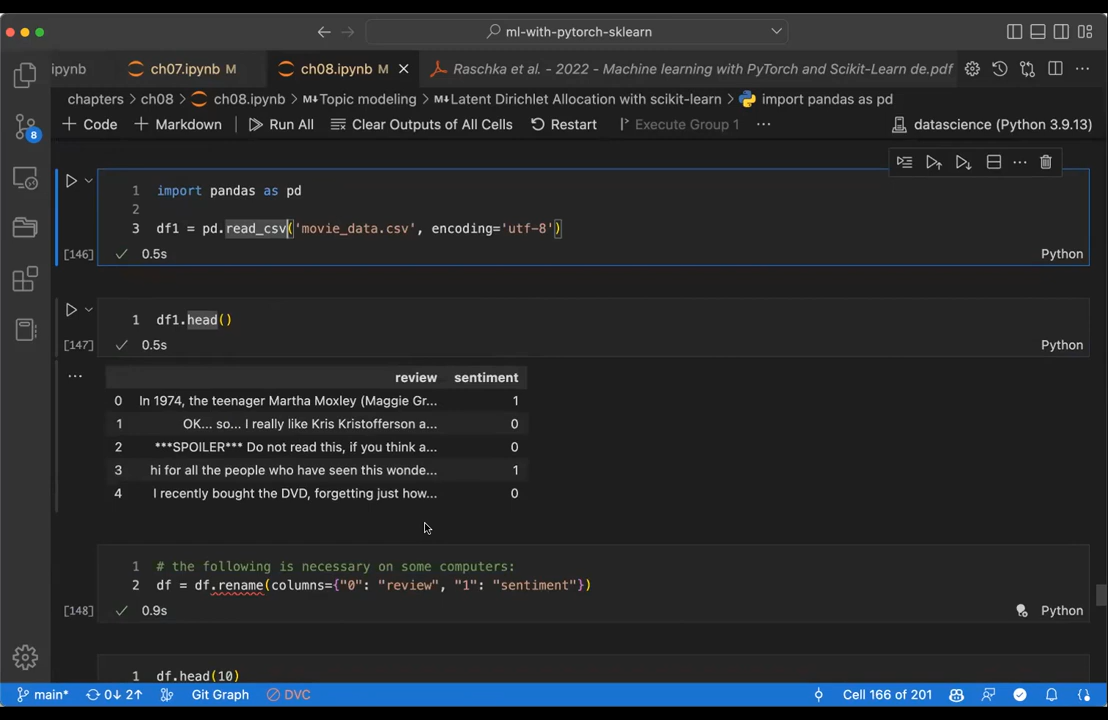 ml-with-pytorch-sklearn
ipynb ch07.ipynb M ch08.ipynb M Raschka et al. - 2022 - Machine learning with PyTorch and Scikit-Learn de.pdf
chapters > ch08 > ch08.ipynb > M↓Topic modeling > M↓Latent Dirichlet Allocation with scikit-learn > import pandas as pd
+ Code + Markdown Run All Clear Outputs of All Cells Restart Execute Group 1 ... datascience (Python 3.9.13)
8
1 import pandas as pd
2
3 df1 = pd.read_csv('movie_data.csv', encoding='utf-8')
[146] ✓ 0.5s Python
1 df1.head()
[147] ✓ 0.5s Python
... review sentiment
0 In 1974, the teenager Martha Moxley (Maggie Gr... 1
1 OK... so... I really like Kris Kristofferson a... 0
2 ***SPOILER*** Do not read this, if you think a... 0
3 hi for all the people who have seen this wonde... 1
4 I recently bought the DVD, forgetting just how... 0
1 # the following is necessary on some computers:
2 df = df.rename(columns={"0": "review", "1": "sentiment"})
[148] ✓ 0.9s Python
1 df.head(10)
main* 0↓ 2↑ Git Graph DVC Cell 166 of 201